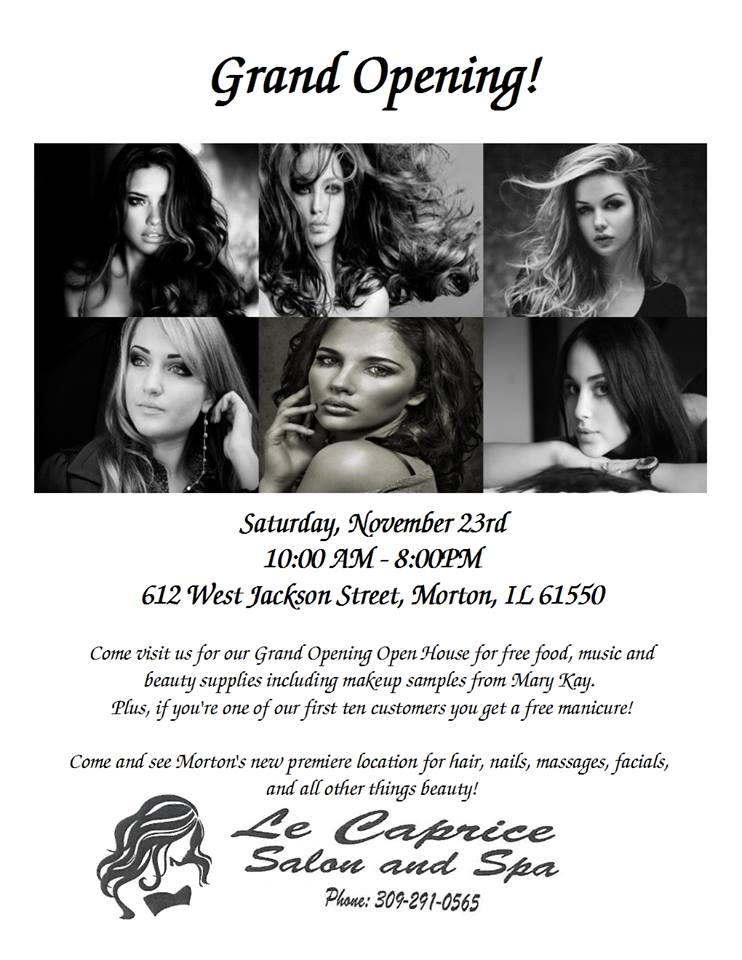 Grand Opening!
Saturday, November 23rd
10:00 AM - 8:00PM
612 West Jackson Street, Morton, IL 61550
Come visit us for our Grand Opening Open House for free food, music and
beauty supplies including makeup samples from Mary Kay.
Plus, if you're one of our first ten customers you get a free manicure!
Come and see Morton's new premiere location for hair, nails, massages, facials,
and all other things beauty!
Le Caprice
Salon and Spa
Phone: 309-291-0565